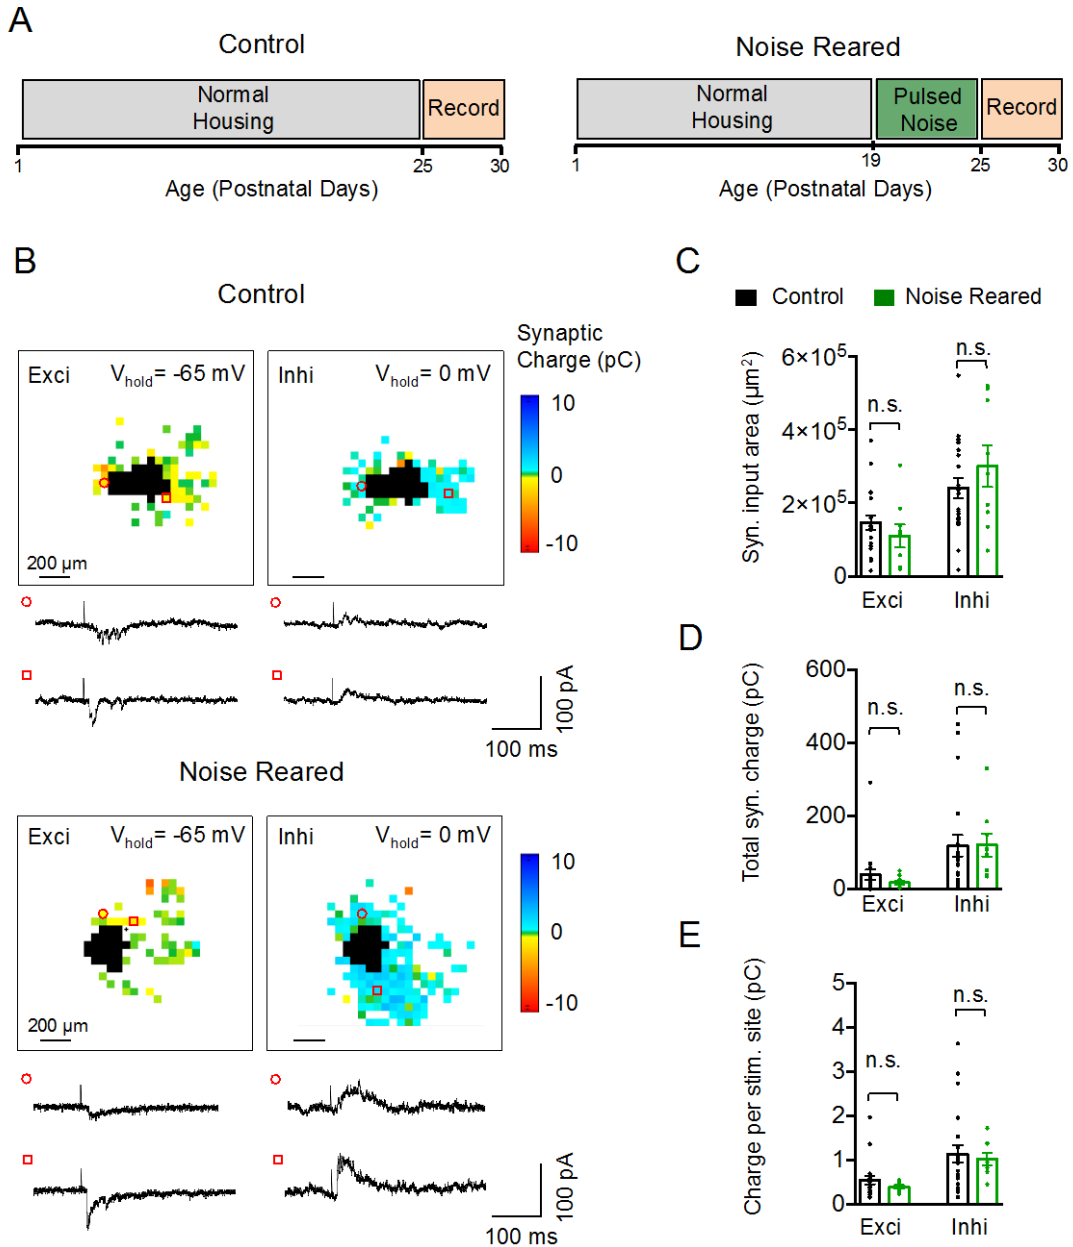 A
Control
Normal
Housing
Record
1
25
30
Age (Postnatal Days)
Noise Reared
Normal
Housing
Pulsed
Noise
Record
1
19
25
30
Age (Postnatal Days)
B
Control
Exci
Vhold= -65 mV
200 µm
Inhi
Vhold= 0 mV
Synaptic
Charge (pC)
10
0
-10
100 pA
100 ms
Noise Reared
Exci
Vhold= -65 mV
200 µm
Inhi
Vhold= 0 mV
10
0
-10
100 pA
100 ms
C
Control
Noise Reared
Syn. input area (µm²)
6×10⁵
4×10⁵
2×10⁵
0
n.s.
n.s.
Exci
Inhi
D
Total syn. charge (pC)
600
400
200
0
n.s.
n.s.
Exci
Inhi
E
Charge per stim. site (pC)
5
4
3
2
1
0
n.s.
n.s.
Exci
Inhi